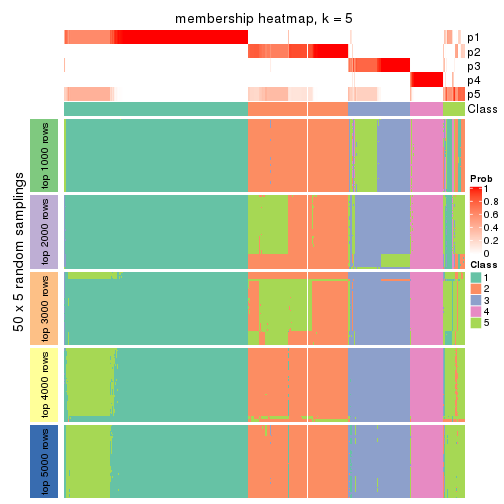 membership heatmap, k = 5
p1
p2
p3
p4
p5
Class
50 x 5 random samplings
top 1000 rows
top 2000 rows
top 3000 rows
top 4000 rows
top 5000 rows
Prob
1
0.8
0.6
0.4
0.2
0
Class
1
2
3
4
5